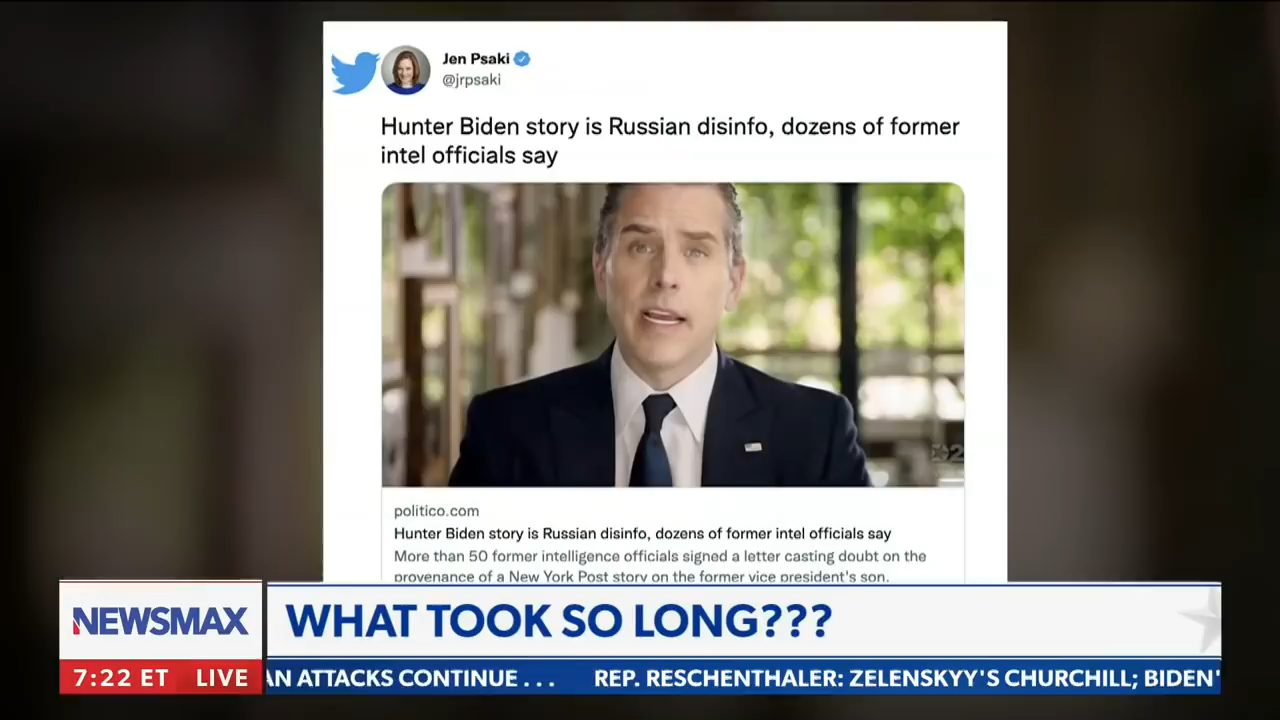 Jen Psaki
@jrpsaki
Hunter Biden story is Russian disinfo, dozens of former
intel officials say
politico.com
Hunter Biden story is Russian disinfo, dozens of former intel officials say
More than 50 former intelligence officials signed a letter casting doubt on the
provenance of a New York Post story on the former vice president's son.
NEWSMAX
WHAT TOOK SO LONG???
7:22 ET LIVE
AN ATTACKS CONTINUE . . . REP. RESCHENTHALER: ZELENSKYY'S CHURCHILL; BIDEN'